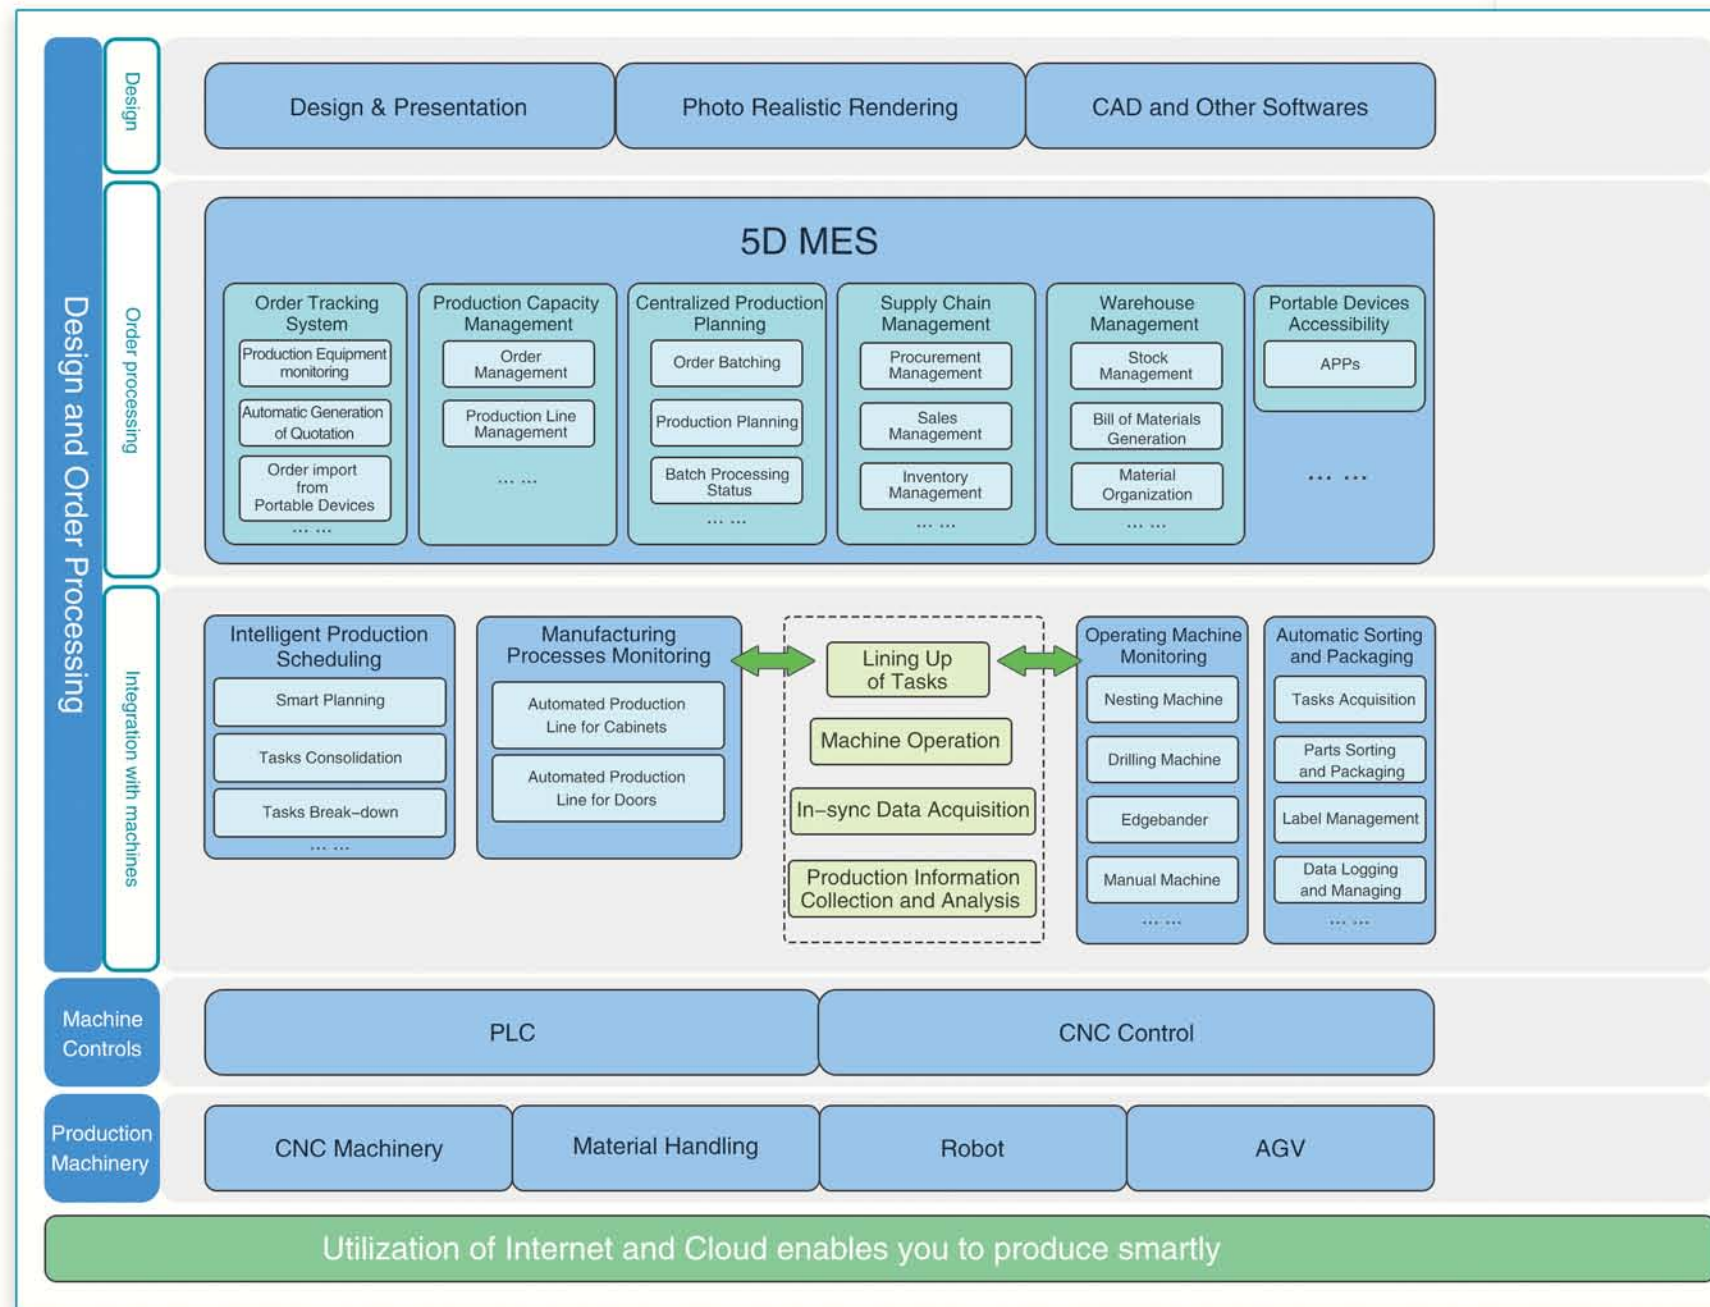 Design and Order Processing
Design
Design & Presentation
Photo Realistic Rendering
CAD and Other Softwares
Order processing
5D MES
Order Tracking
System
Production Equipment
monitoring
Automatic Generation
of Quotation
Order import
from
Portable Devices
... ...
Production Capacity
Management
Order
Management
Production Line
Management
... ...
Centralized Production
Planning
Order Batching
Production Planning
Batch Processing
Status
... ...
Supply Chain
Management
Procurement
Management
Sales
Management
Inventory
Management
... ...
Warehouse
Management
Stock
Management
Bill of Materials
Generation
Material
Organization
... ...
Portable Devices
Accessibility
APPs
... ...
Integration with machines
Intelligent Production
Scheduling
Smart Planning
Tasks Consolidation
Tasks Break-down
... ...
Manufacturing
Processes Monitoring
Automated Production
Line for Cabinets
Automated Production
Line for Doors
Lining Up
of Tasks
Machine Operation
In-sync Data Acquisition
Production Information
Collection and Analysis
Operating Machine
Monitoring
Nesting Machine
Drilling Machine
Edgebander
Manual Machine
... ...
Automatic Sorting
and Packaging
Tasks Acquisition
Parts Sorting
and Packaging
Label Management
Data Logging
and Managing
... ...
Machine
Controls
PLC
CNC Control
Production
Machinery
CNC Machinery
Material Handling
Robot
AGV
Utilization of Internet and Cloud enables you to produce smartly